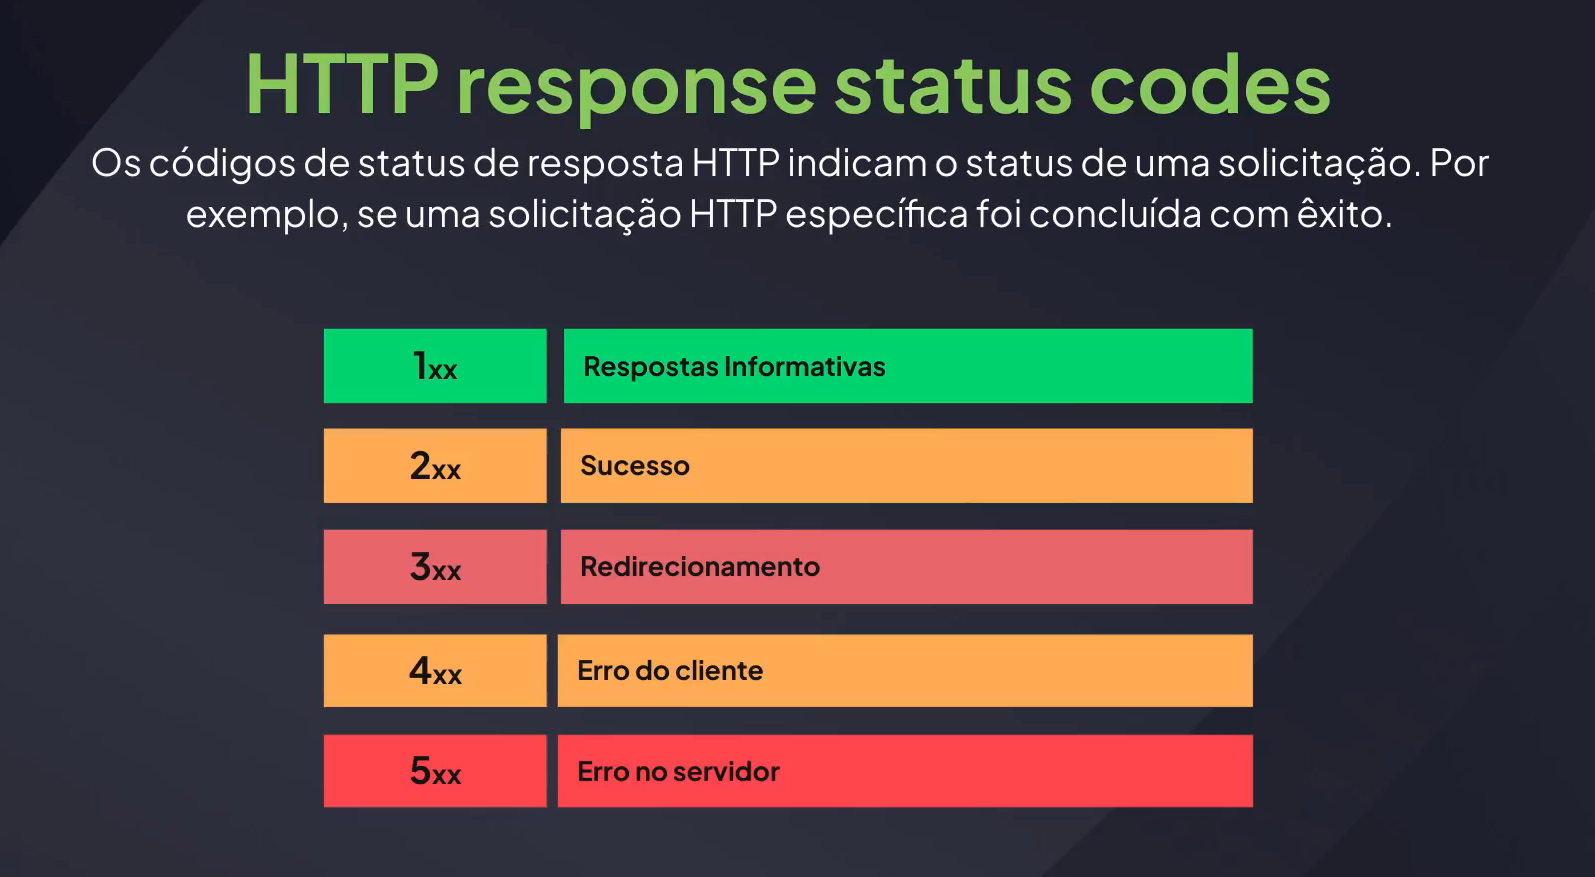 HTTP response status codes
Os códigos de status de resposta HTTP indicam o status de uma solicitação. Por
exemplo, se uma solicitação HTTP específica foi concluída com êxito.
1xx Respostas Informativas
2xx Sucesso
3xx Redirecionamento
4xx Erro do cliente
5xx Erro no servidor